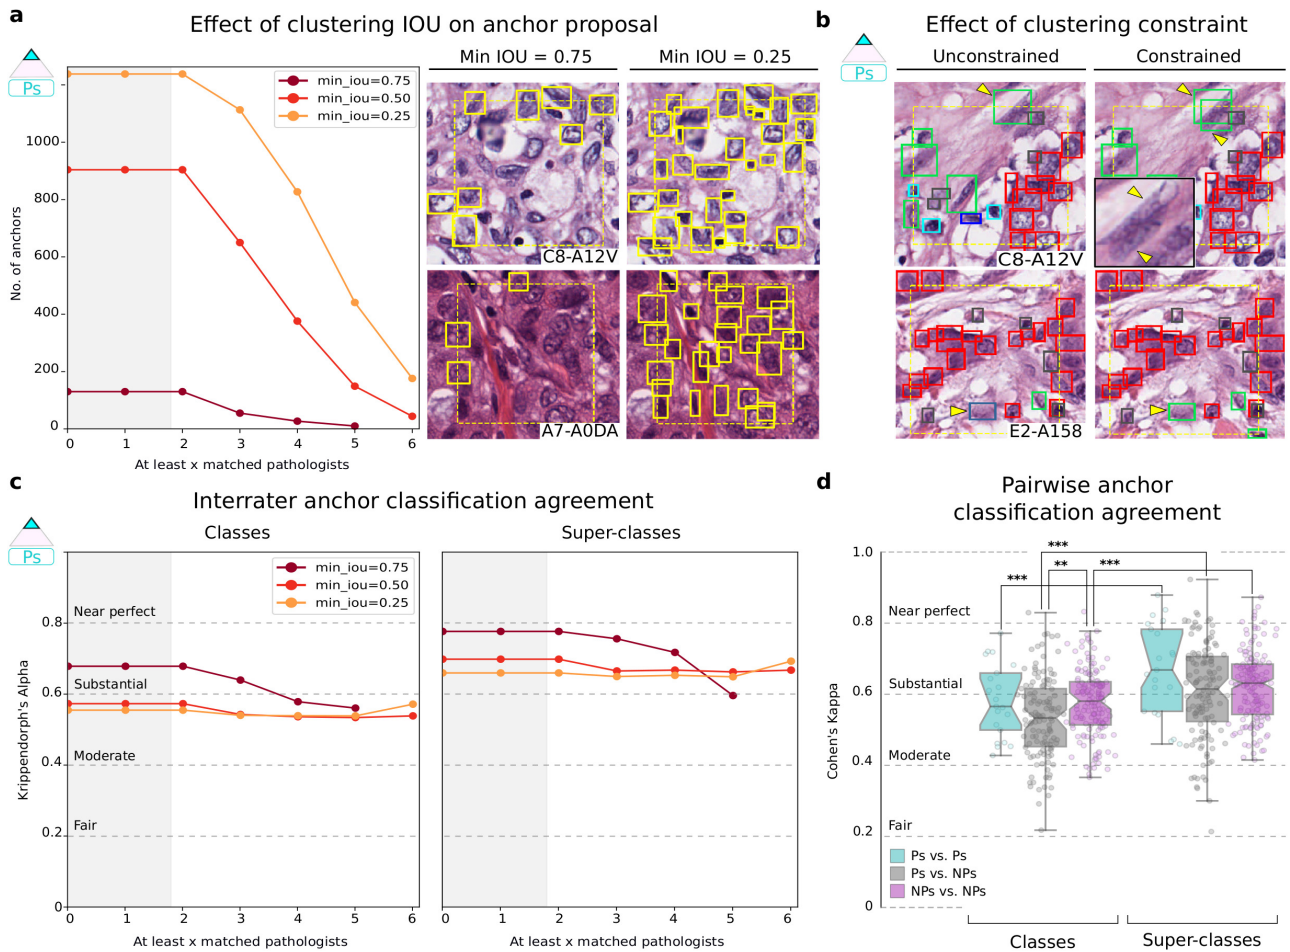 a
Effect of clustering IOU on anchor proposal
Ps
No. of anchors
1000
800
600
400
200
0
min_iou=0.75
min_iou=0.50
min_iou=0.25
0 1 2 3 4 5 6
At least x matched pathologists
Min IOU = 0.75
Min IOU = 0.25
C8-A12V
A7-A0DA
b
Effect of clustering constraint
Ps
Unconstrained
Constrained
C8-A12V
E2-A158
c
Interrater anchor classification agreement
Ps
Classes
Super-classes
Krippendorph's Alpha
0.8
0.6
0.4
0.2
0
min_iou=0.75
min_iou=0.50
min_iou=0.25
Near perfect
Substantial
Moderate
Fair
0 1 2 3 4 5 6
At least x matched pathologists
0 1 2 3 4 5 6
At least x matched pathologists
d
Pairwise anchor
classification agreement
Cohen's Kappa
1.0
0.8
0.6
0.4
0.2
0
***
***
**
***
Near perfect
Substantial
Moderate
Fair
Ps vs. Ps
Ps vs. NPs
NPs vs. NPs
Classes
Super-classes